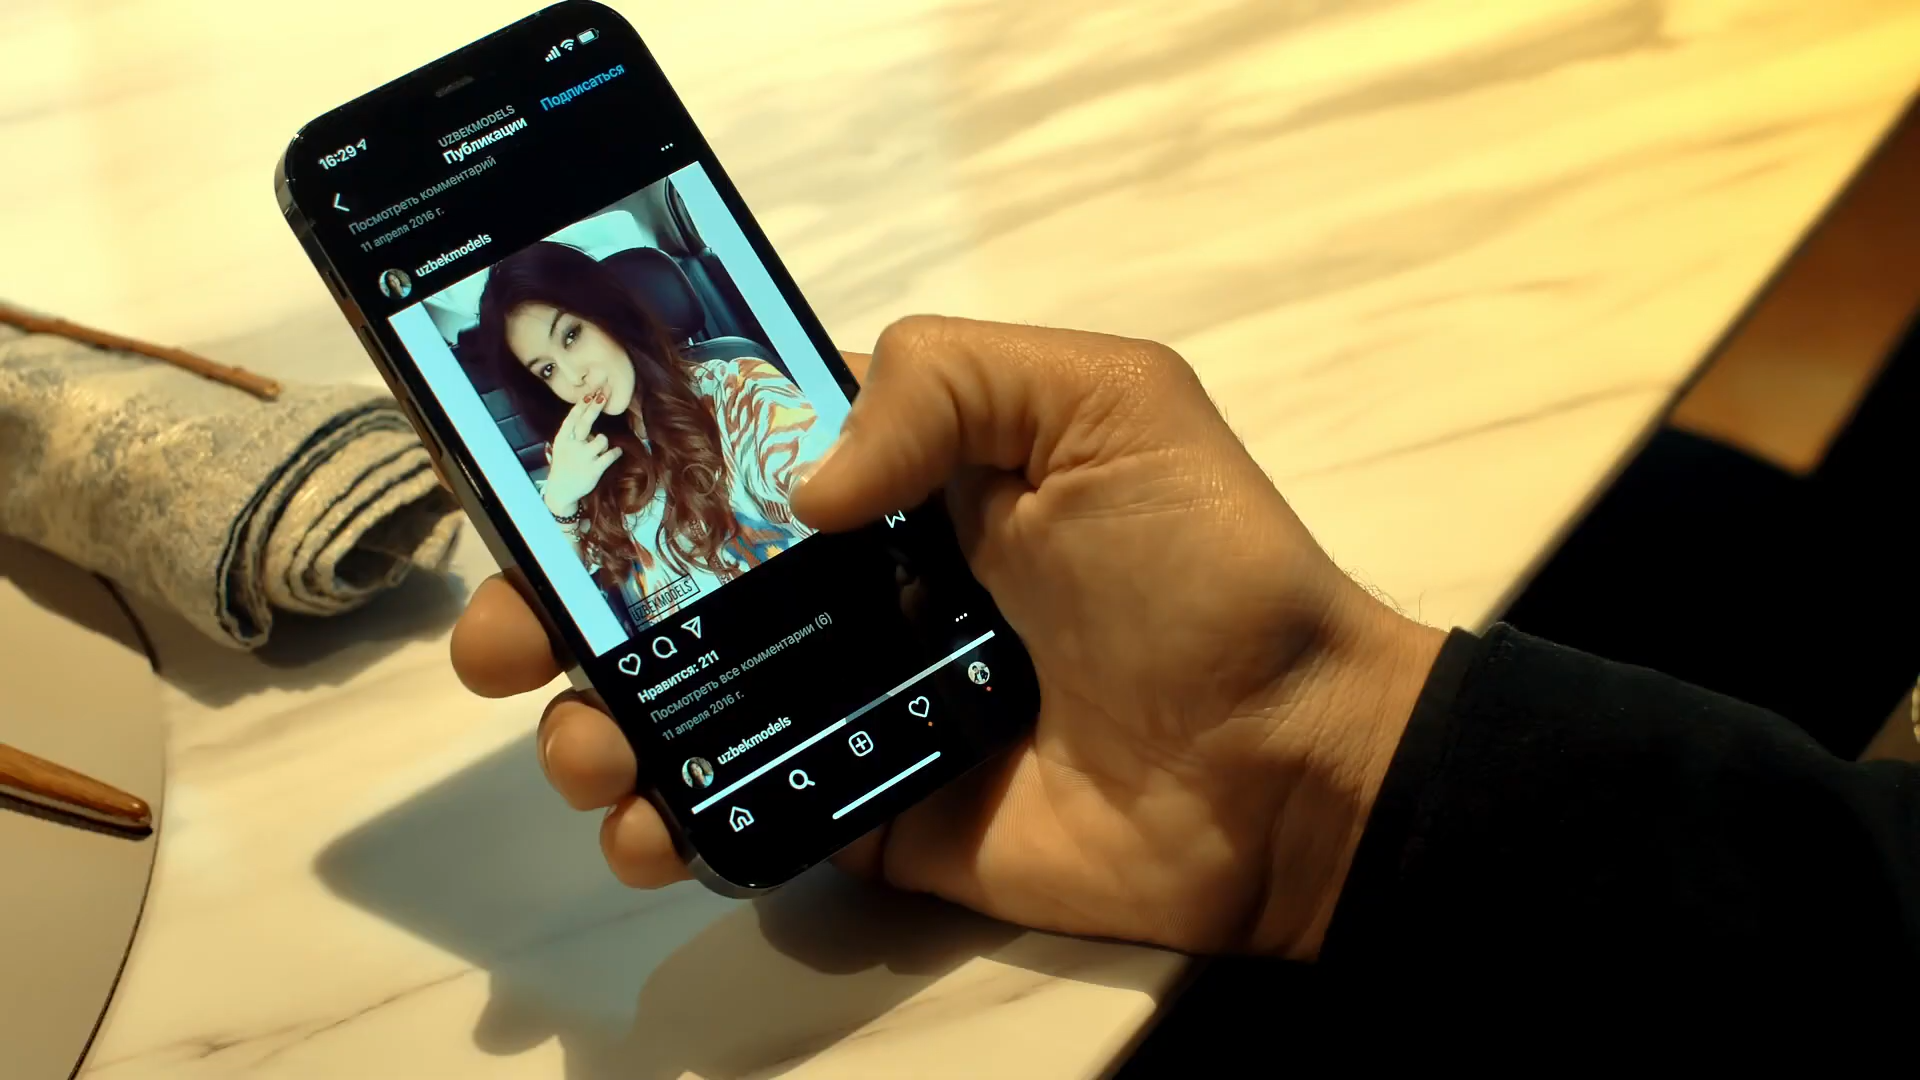 16:29
UZBEKMODELS
Публикации
Подписаться
Посмотреть комментарий
11 апреля 2016 г.
uzbekmodels
UZBEKMODELS
Нравится: 211
Посмотреть все комментарии (6)
11 апреля 2016 г.
uzbekmodels